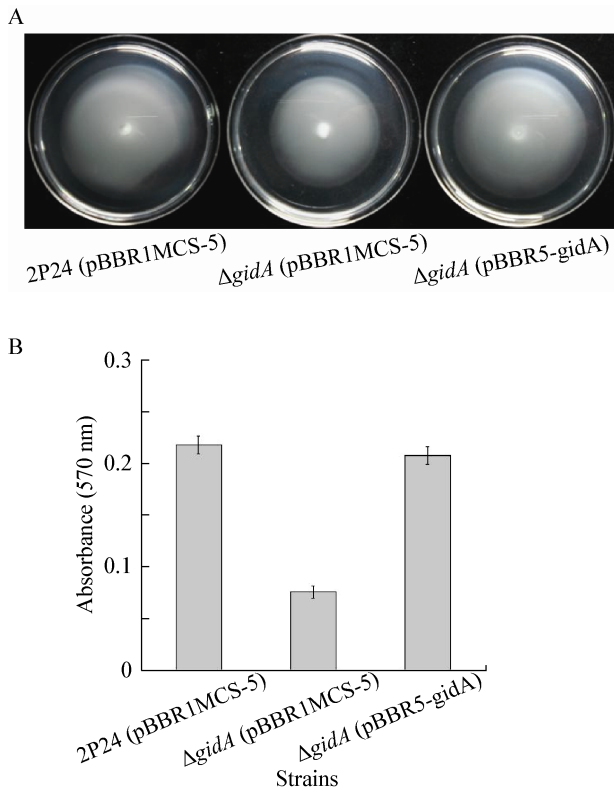 A
2P24 (pBBR1MCS-5)
ΔgidA (pBBR1MCS-5)
ΔgidA (pBBR5-gidA)
B
Absorbance (570 nm)
0.3
0.2
0.1
0
2P24 (pBBR1MCS-5)
ΔgidA (pBBR1MCS-5)
ΔgidA (pBBR5-gidA)
Strains